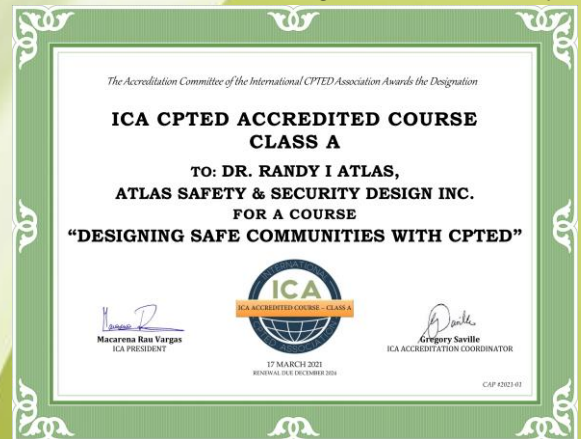 The Accreditation Committee of the International CPTED Association Awards the Designation
ICA CPTED ACCREDITED COURSE
CLASS A
TO: DR. RANDY I ATLAS,
ATLAS SAFETY & SECURITY DESIGN INC.
FOR A COURSE
“DESIGNING SAFE COMMUNITIES WITH CPTED”
INTERNATIONAL
ICA
ICA ACCREDITED COURSE - CLASS A
CPTED ASSOCIATION
Macarena Rau Vargas
ICA PRESIDENT
Gregory Saville
ICA ACCREDITATION COORDINATOR
17 MARCH 2021
RENEWAL DUE DECEMBER 2024
CAP #2021-01